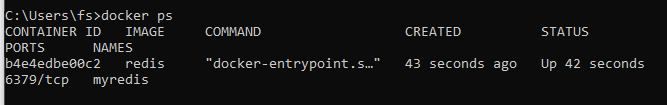 C:\Users\fs>docker ps
CONTAINER ID   IMAGE     COMMAND                  CREATED          STATUS
PORTS      NAMES
b4e4edbe00c2   redis     "docker-entrypoint.s…"   43 seconds ago   Up 42 seconds
6379/tcp   myredis